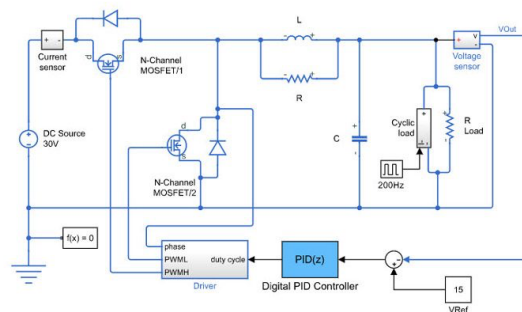 L
VOut
Current
sensor
d
s
N-Channel
MOSFET/1
Voltage
sensor
R
DC Source
30V
d
s
C
Cyclic
load
R
Load
N-Channel
MOSFET/2
200Hz
f(x) = 0
phase
PWML
duty cycle
PWMH
PID(z)
Driver
Digital PID Controller
15
VRef